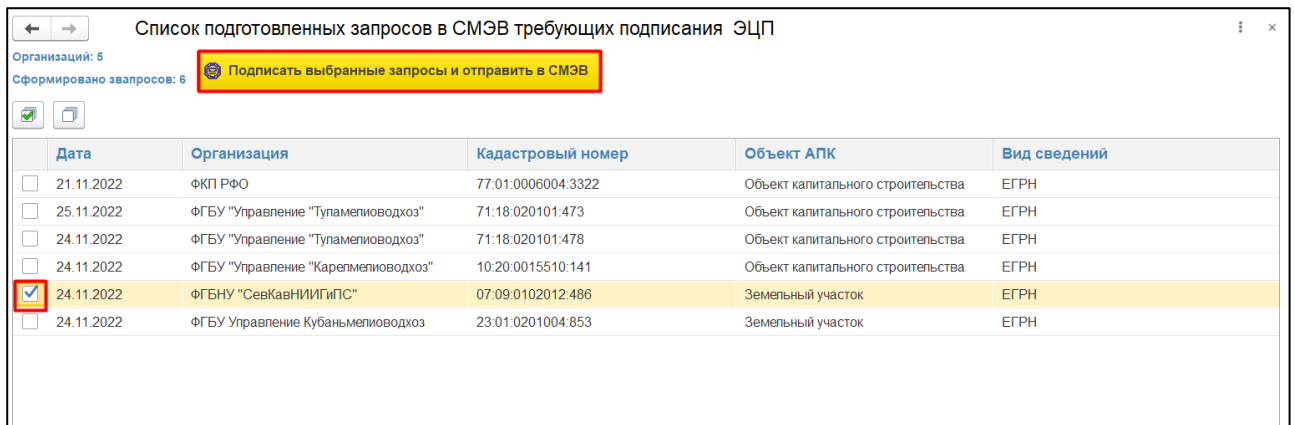 Список подготовленных запросов в СМЭВ требующих подписания ЭЦП
Организаций: 5
Сформировано звапросов: 6
Подписать выбранные запросы и отправить в СМЭВ
Дата Организация Кадастровый номер Объект АПК Вид сведений
21.11.2022 ФКП РФО 77:01:0006004:3322 Объект капитального строительства ЕГРН
25.11.2022 ФГБУ "Управление "Туламелиоводхоз" 71:18:020101:473 Объект капитального строительства ЕГРН
24.11.2022 ФГБУ "Управление "Туламелиоводхоз" 71:18:020101:478 Объект капитального строительства ЕГРН
24.11.2022 ФГБУ "Управление "Карелмелиоводхоз" 10:20:0015510:141 Объект капитального строительства ЕГРН
24.11.2022 ФГБНУ "СевКавНИИГиПС" 07:09:0102012:486 Земельный участок ЕГРН
24.11.2022 ФГБУ Управление Кубаньмелиоводхоз 23:01:0201004:853 Земельный участок ЕГРН